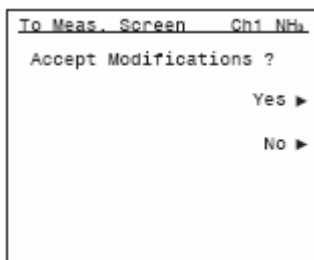 To Meas. Screen Ch1 NH₃
Accept Modifications ?
Yes ►
No ►